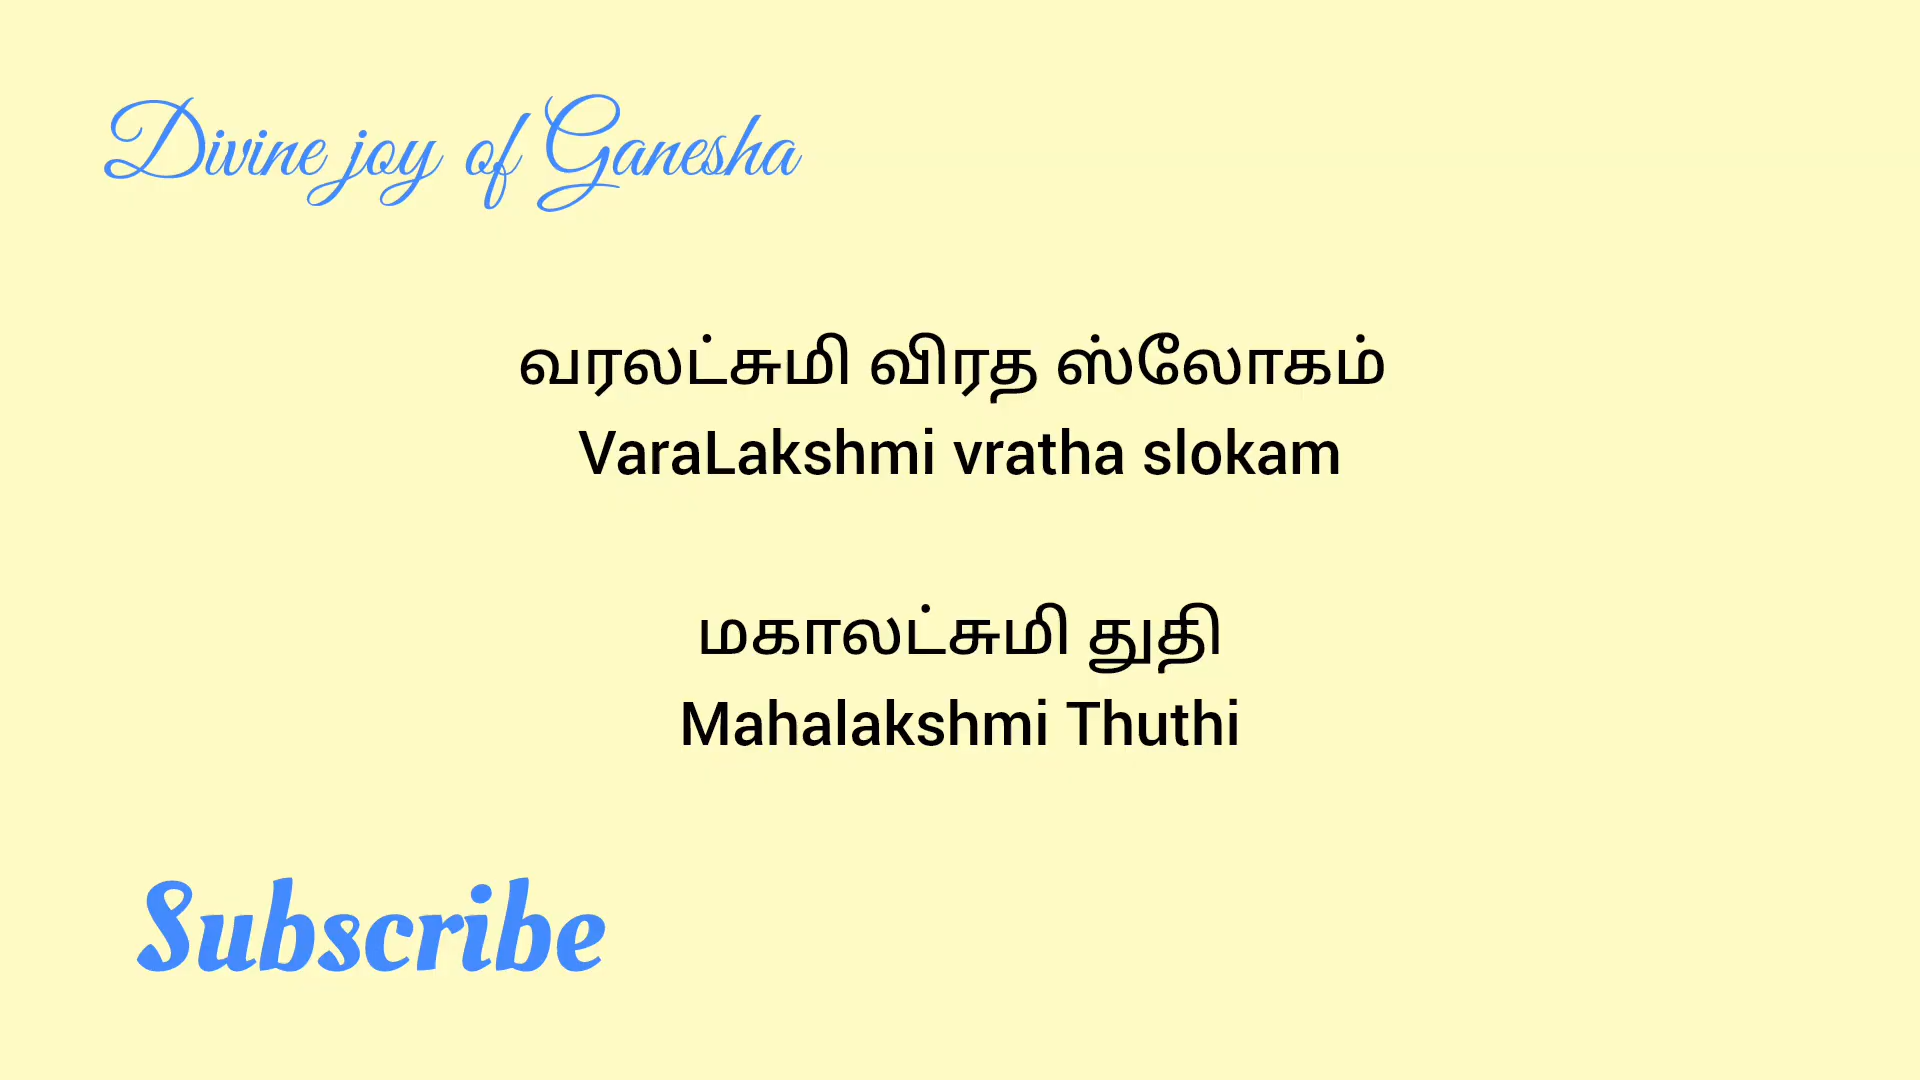 Divine joy of Ganesha
வரலட்சுமி விரத ஸ்லோகம்
VaraLakshmi vratha slokam
மகாலட்சுமி துதி
Mahalakshmi Thuthi
Subscribe